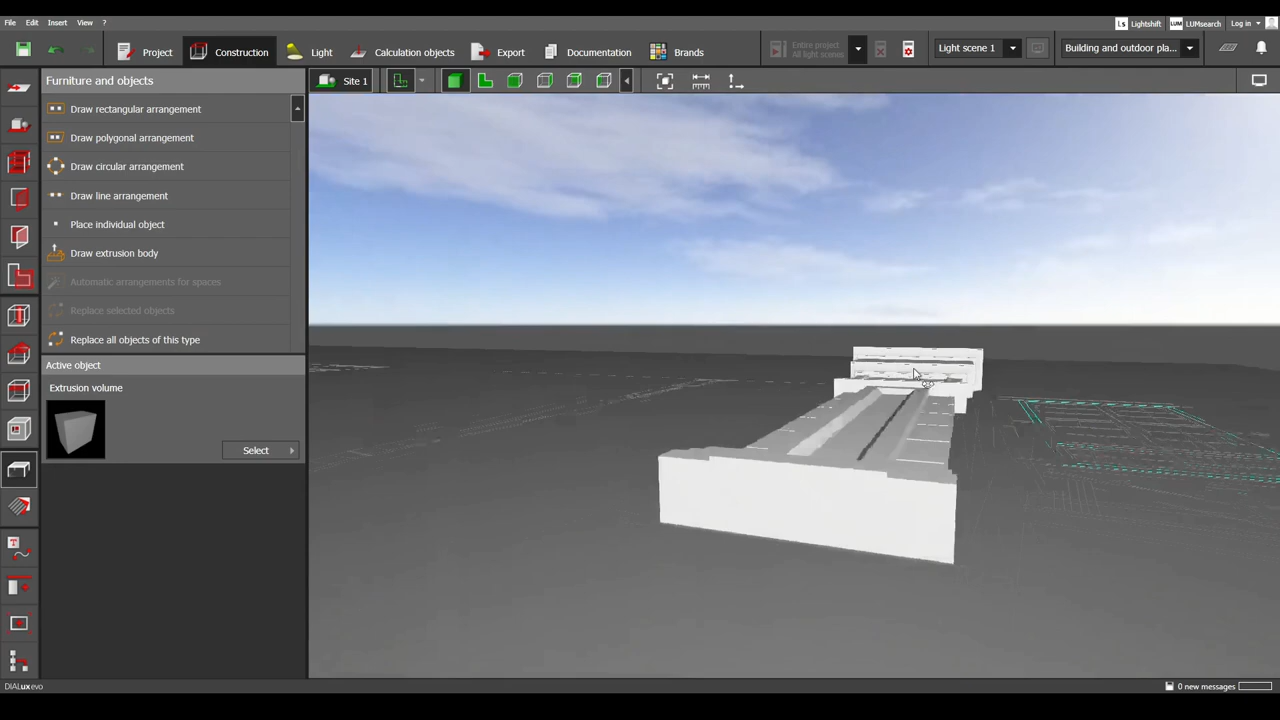 File Edit Insert View ?
Ls Lightshift LUM LUMsearch Log in
Project Construction Light Calculation objects Export Documentation Brands Entire project Light scene 1 Building and outdoor pla...
All light scenes
Furniture and objects Site 1
Draw rectangular arrangement
Draw polygonal arrangement
Draw circular arrangement
Draw line arrangement
Place individual object
Draw extrusion body
Automatic arrangements for spaces
Replace selected objects
Replace all objects of this type
Active object
Extrusion volume
Select
DIALux evo 0 new messages